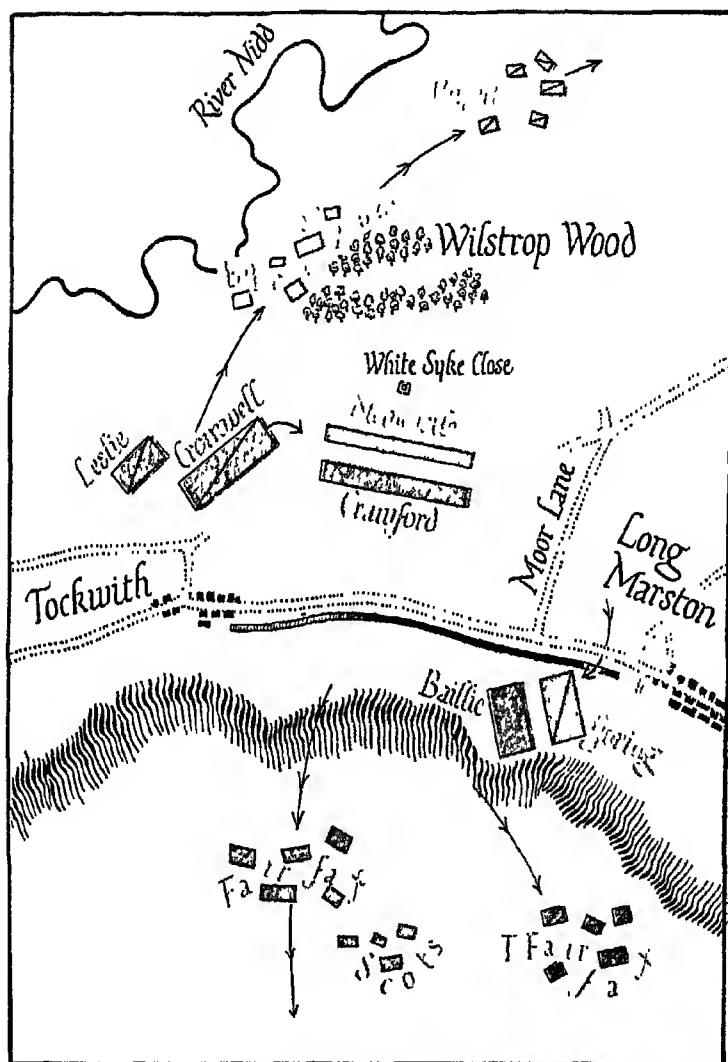 River Nidd
Wilstrop Wood
White Syke Close
Leslie
Cromwell
Crawford
Moor Lane
Long
Marston
Tockwith
Baillie
Goring
Fairfax
Scots
T Fairfax